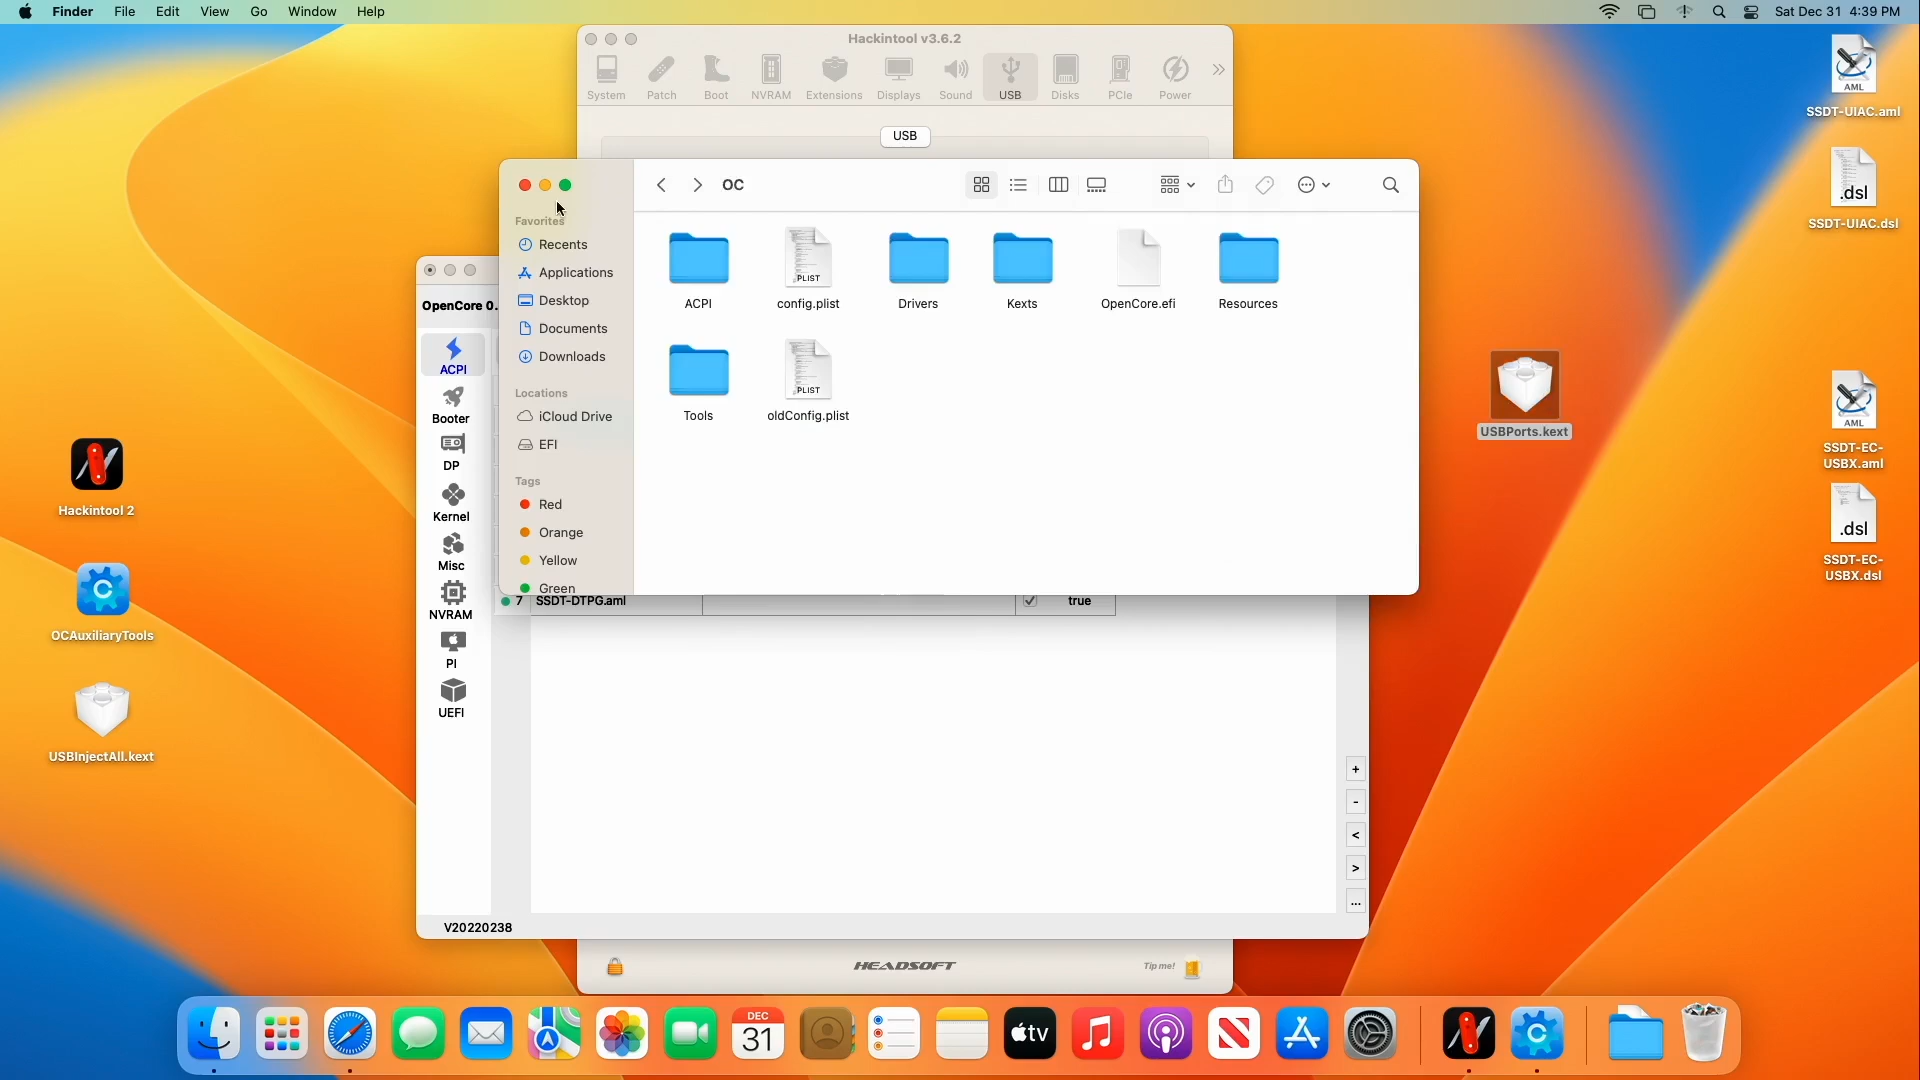 Finder File Edit View Go Window Help
Sat Dec 31 4:39 PM
Hackintool v3.6.2
System Patch Boot NVRAM Extensions Displays Sound USB Disks PCIe Power
USB
OC
Favorites
Recents
Applications
Desktop
Documents
Downloads
Locations
iCloud Drive
EFI
Tags
Red
Orange
Yellow
Green
PLIST
ACPI config.plist Drivers Kexts OpenCore.efi Resources
PLIST
Tools oldConfig.plist
OpenCore 0.
ACPI
Booter
DP
Kernel
Misc
NVRAM
PI
UEFI
7 SSDT-DTPG.aml true
+
-
<
>
...
V20220238
HEADSOFT
Tip me!
Hackintool 2
OCAuxiliaryTools
USBInjectAll.kext
USBPorts.kext
AML
SSDT-UIAC.aml
.dsl
SSDT-UIAC.dsl
AML
SSDT-EC-
USBX.aml
.dsl
SSDT-EC-
USBX.dsl
DEC
31
tv